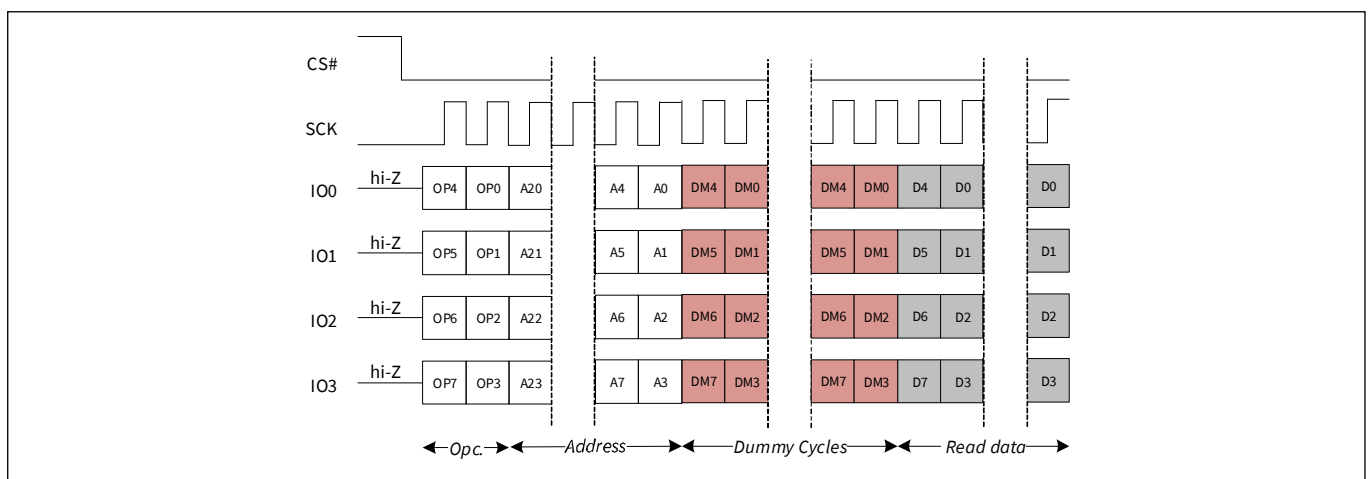 CS#
SCK
IO0 hi-Z OP4 OP0 A20 A4 A0 DM4 DM0 DM4 DM0 D4 D0 D0
IO1 hi-Z OP5 OP1 A21 A5 A1 DM5 DM1 DM5 DM1 D5 D1 D1
IO2 hi-Z OP6 OP2 A22 A6 A2 DM6 DM2 DM6 DM2 D6 D2 D2
IO3 hi-Z OP7 OP3 A23 A7 A3 DM7 DM3 DM7 DM3 D7 D3 D3
Opc. Address Dummy Cycles Read data